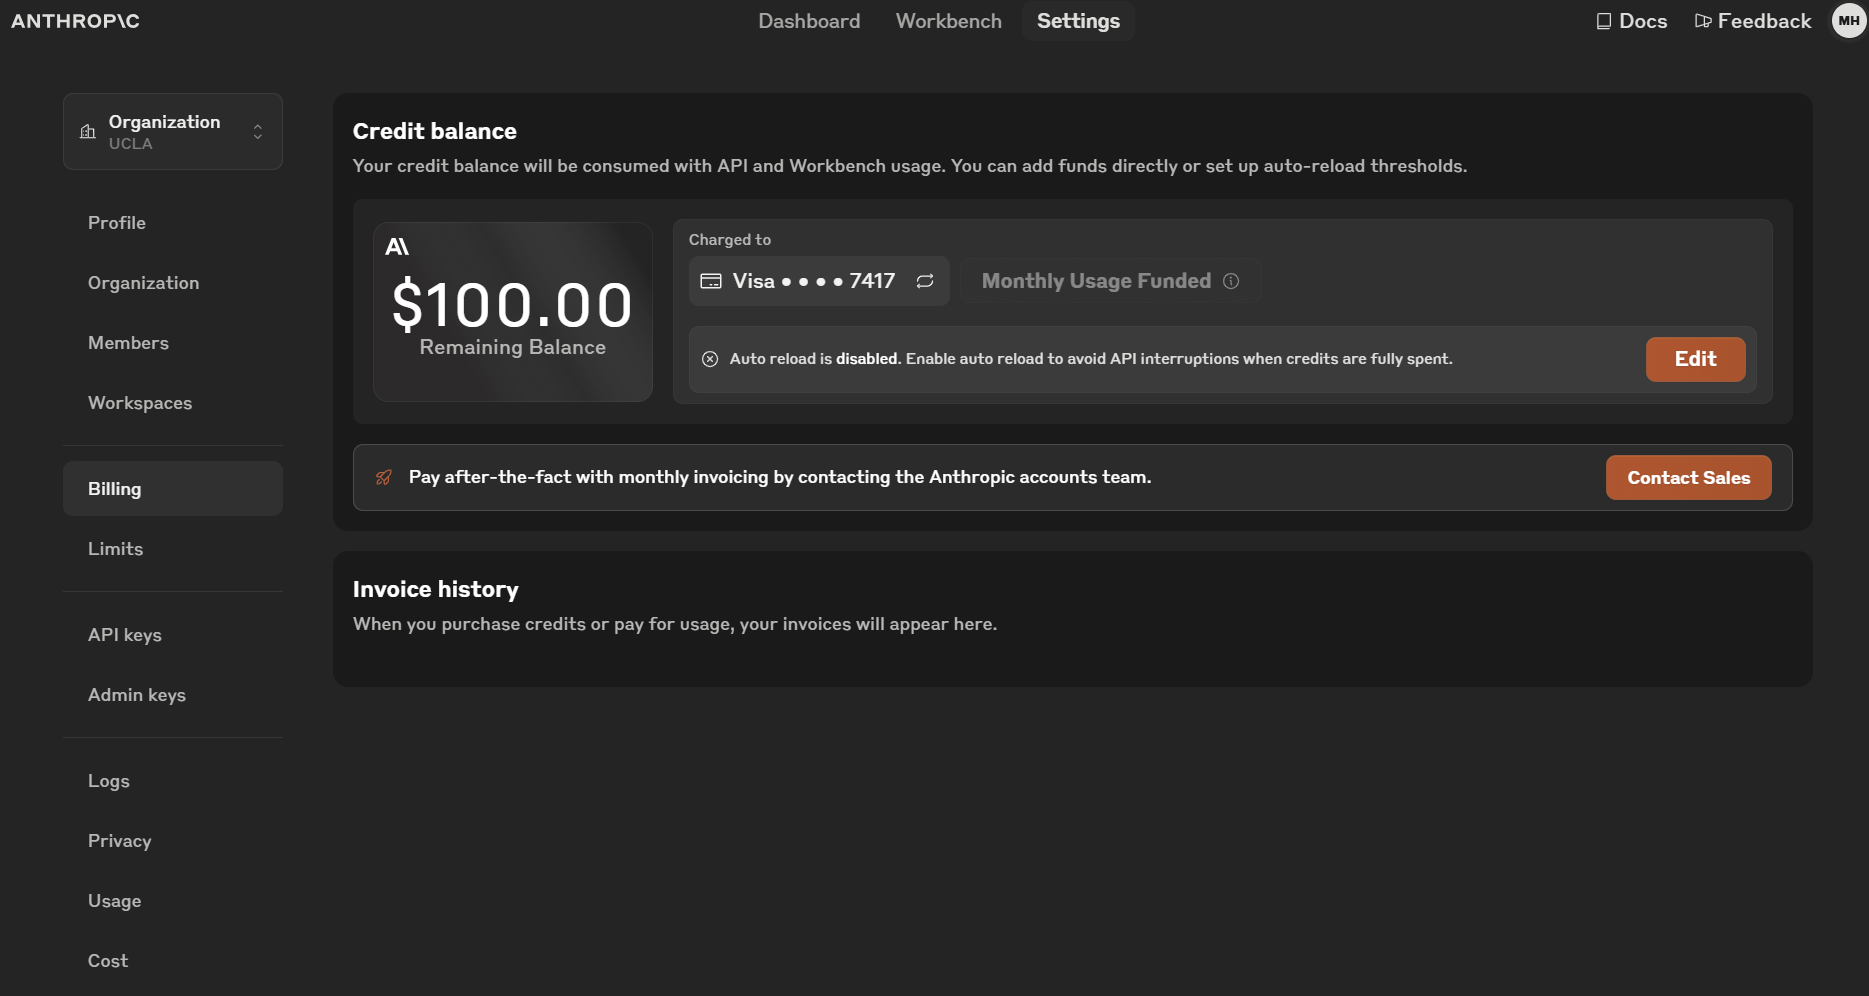 ANTHROP\C
Dashboard
Workbench
Settings
Docs
Feedback
MH
Organization
UCLA
Profile
Organization
Members
Workspaces
Billing
Limits
API keys
Admin keys
Logs
Privacy
Usage
Cost
Credit balance
Your credit balance will be consumed with API and Workbench usage. You can add funds directly or set up auto-reload thresholds.
A\
$100.00
Remaining Balance
Charged to
Visa •••• 7417
Monthly Usage Funded
Auto reload is disabled. Enable auto reload to avoid API interruptions when credits are fully spent.
Edit
Pay after-the-fact with monthly invoicing by contacting the Anthropic accounts team.
Contact Sales
Invoice history
When you purchase credits or pay for usage, your invoices will appear here.